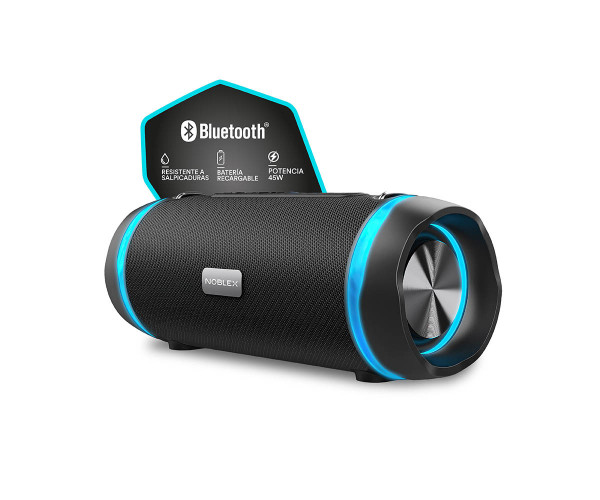 Bluetooth®
RESISTENTE A
SALPICADURAS
BATERÍA
RECARGABLE
POTENCIA
45W
NOBLEX